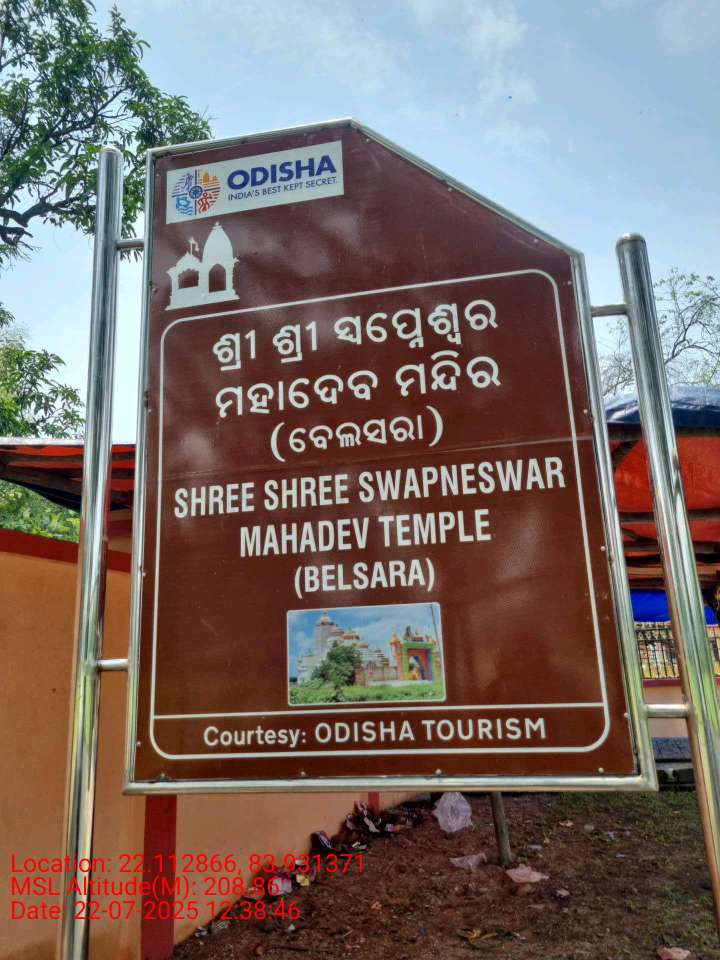 ODISHA
INDIA'S BEST KEPT SECRET.
ଶ୍ରୀ ଶ୍ରୀ ସପ୍ନେଶ୍ୱର
ମହାଦେବ ମନ୍ଦିର
(ବେଲସରା)
SHREE SHREE SWAPNESWAR
MAHADEV TEMPLE
(BELSARA)
Courtesy: ODISHA TOURISM
Location: 22.112866, 83.931371
MSL Altitude(M): 208.86
Date: 22-07-2025 12:38:46